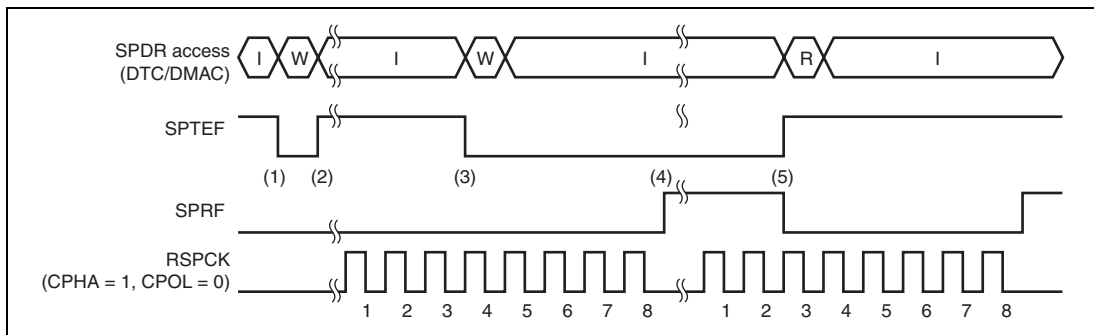 SPDR access
(DTC/DMAC)
I W I W I R I
SPTEF
(1) (2) (3) (4) (5)
SPRF
RSPCK
(CPHA = 1, CPOL = 0)
1 2 3 4 5 6 7 8 1 2 3 4 5 6 7 8